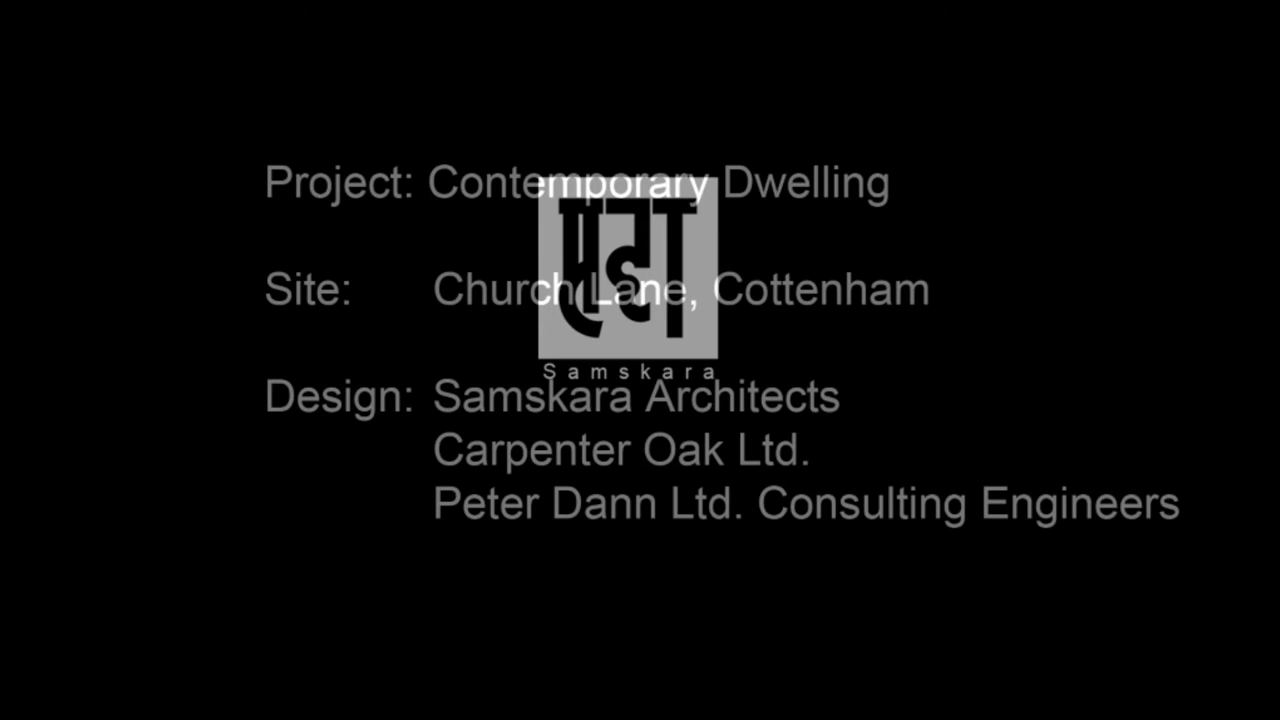 Project: Contemporary Dwelling
Site: Church Lane, Cottenham
Samskara
Design: Samskara Architects
Carpenter Oak Ltd.
Peter Dann Ltd. Consulting Engineers